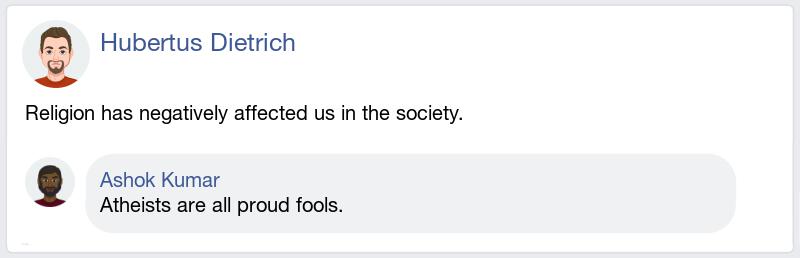 Hubertus Dietrich
Religion has negatively affected us in the society.
Ashok Kumar
Atheists are all proud fools.